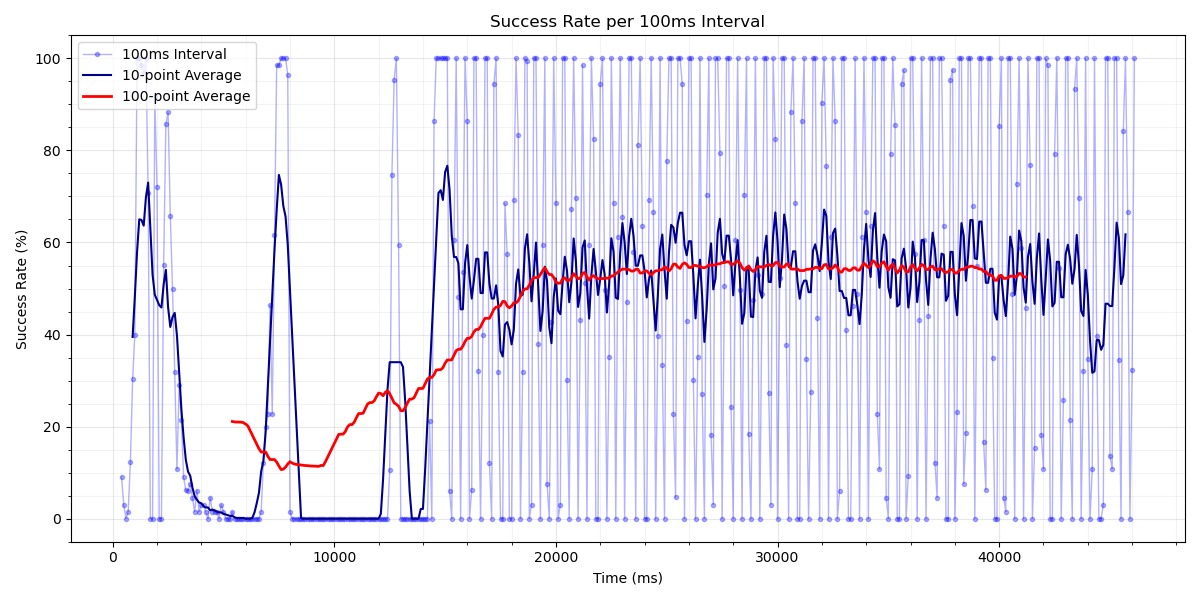 Success Rate per 100ms Interval
100ms Interval
10-point Average
100-point Average
Success Rate (%)
100
80
60
40
20
0
0 10000 20000 30000 40000
Time (ms)